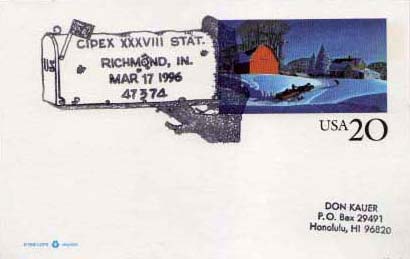 CIPEX XXXVIII STAT.
U.S
RICHMOND, IN.
MAR 17 1996
47374
USA 20
DON KAUER
P.O. Box 29491
Honolulu, HI 96820